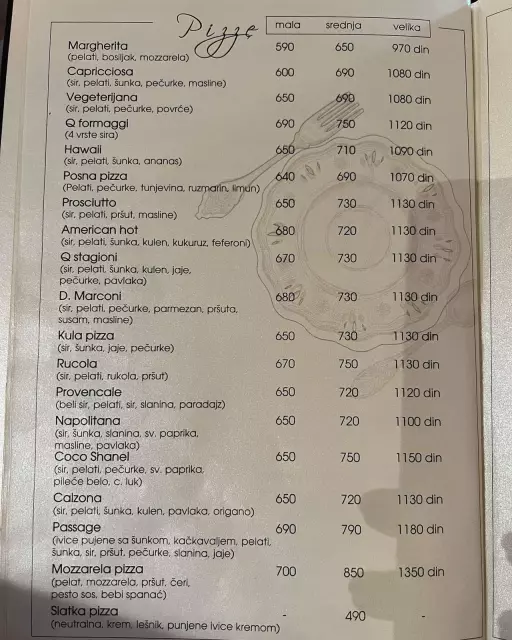 Pizze mala srednja velika
Margherita 590 650 970 din
(pelati, bosiljak, mozzarela)
Capricciosa 600 690 1080 din
(sir, pelati, šunka, pečurke, masline)
Vegeterijana 650 690 1080 din
(sir, pelati, pečurke, povrće)
Q formaggi 690 750 1120 din
(4 vrste sira)
Hawaii 650 710 1090 din
(sir, pelati, šunka, ananas)
Posna pizza 640 690 1070 din
(Pelati, pečurke, tunjevina, ruzmarin, limun)
Prosciutto 650 730 1130 din
(sir, pelati, pršut, masline)
American hot 680 720 1130 din
(sir, pelati, šunka, kulen, kukuruz, feferoni)
Q stagioni 670 730 1130 din
(sir, pelati, šunka, kulen, jaje,
pečurke, pavlaka)
D. Marconi 680 730 1130 din
(sir, pelati, pečurke, parmezan, pršuta,
susam, masline)
Kula pizza 650 730 1130 din
(sir, šunka, jaje, pečurke)
Rucola 670 750 1130 din
(sir, pelati, rukola, pršut)
Provencale 650 720 1120 din
(beli sir, pelati, sir, slanina, paradajz)
Napolitana 650 720 1100 din
(sir, šunka, slanina, sv. paprika,
masline, pavlaka)
Coco Shanel 650 750 1150 din
(sir, pelati, pečurke, sv. paprika,
pileće belo, c. luk)
Calzona 650 720 1130 din
(sir, pelati, šunka, kulen, pavlaka, origano)
Passage 690 790 1180 din
(ivice pujene sa šunkom, kačkavaljem, pelati,
šunka, sir, pršut, pečurke, slanina, jaje)
Mozzarela pizza 700 850 1350 din
(pelat, mozzarela, pršut, čeri,
pesto sos, bebi spanać)
Slatka pizza - 490 -
(neutralna, krem, lešnik, punjene ivice kremom)